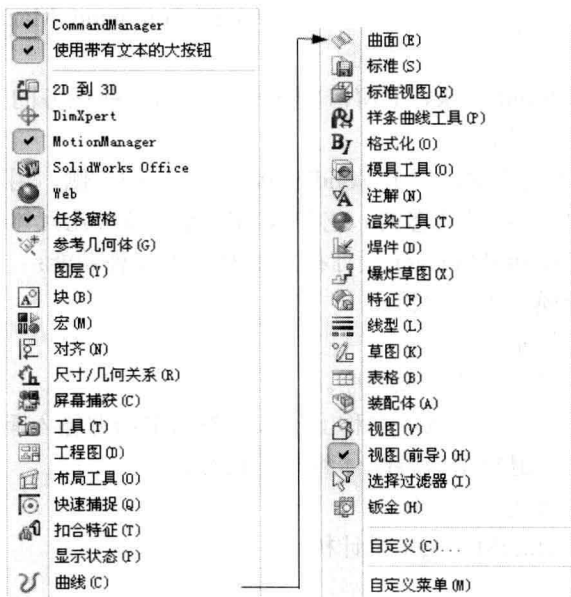 CommandManager
使用带有文本的大按钮
2D 到 3D
DimXpert
MotionManager
SolidWorks Office
Web
任务窗格
参考几何体(G)
图层(Y)
块(B)
宏(M)
对齐(N)
尺寸/几何关系(R)
屏幕捕获(C)
工具(T)
工程图(D)
布局工具(O)
快速捕捉(Q)
扣合特征(T)
显示状态(P)
曲线(C)
曲面(E)
标准(S)
标准视图(E)
样条曲线工具(P)
格式化(O)
模具工具(O)
注解(N)
渲染工具(T)
焊件(D)
爆炸草图(X)
特征(F)
线型(L)
草图(K)
表格(B)
装配体(A)
视图(V)
视图(前导)(H)
选择过滤器(I)
钣金(H)
自定义(C)...
自定义菜单(M)